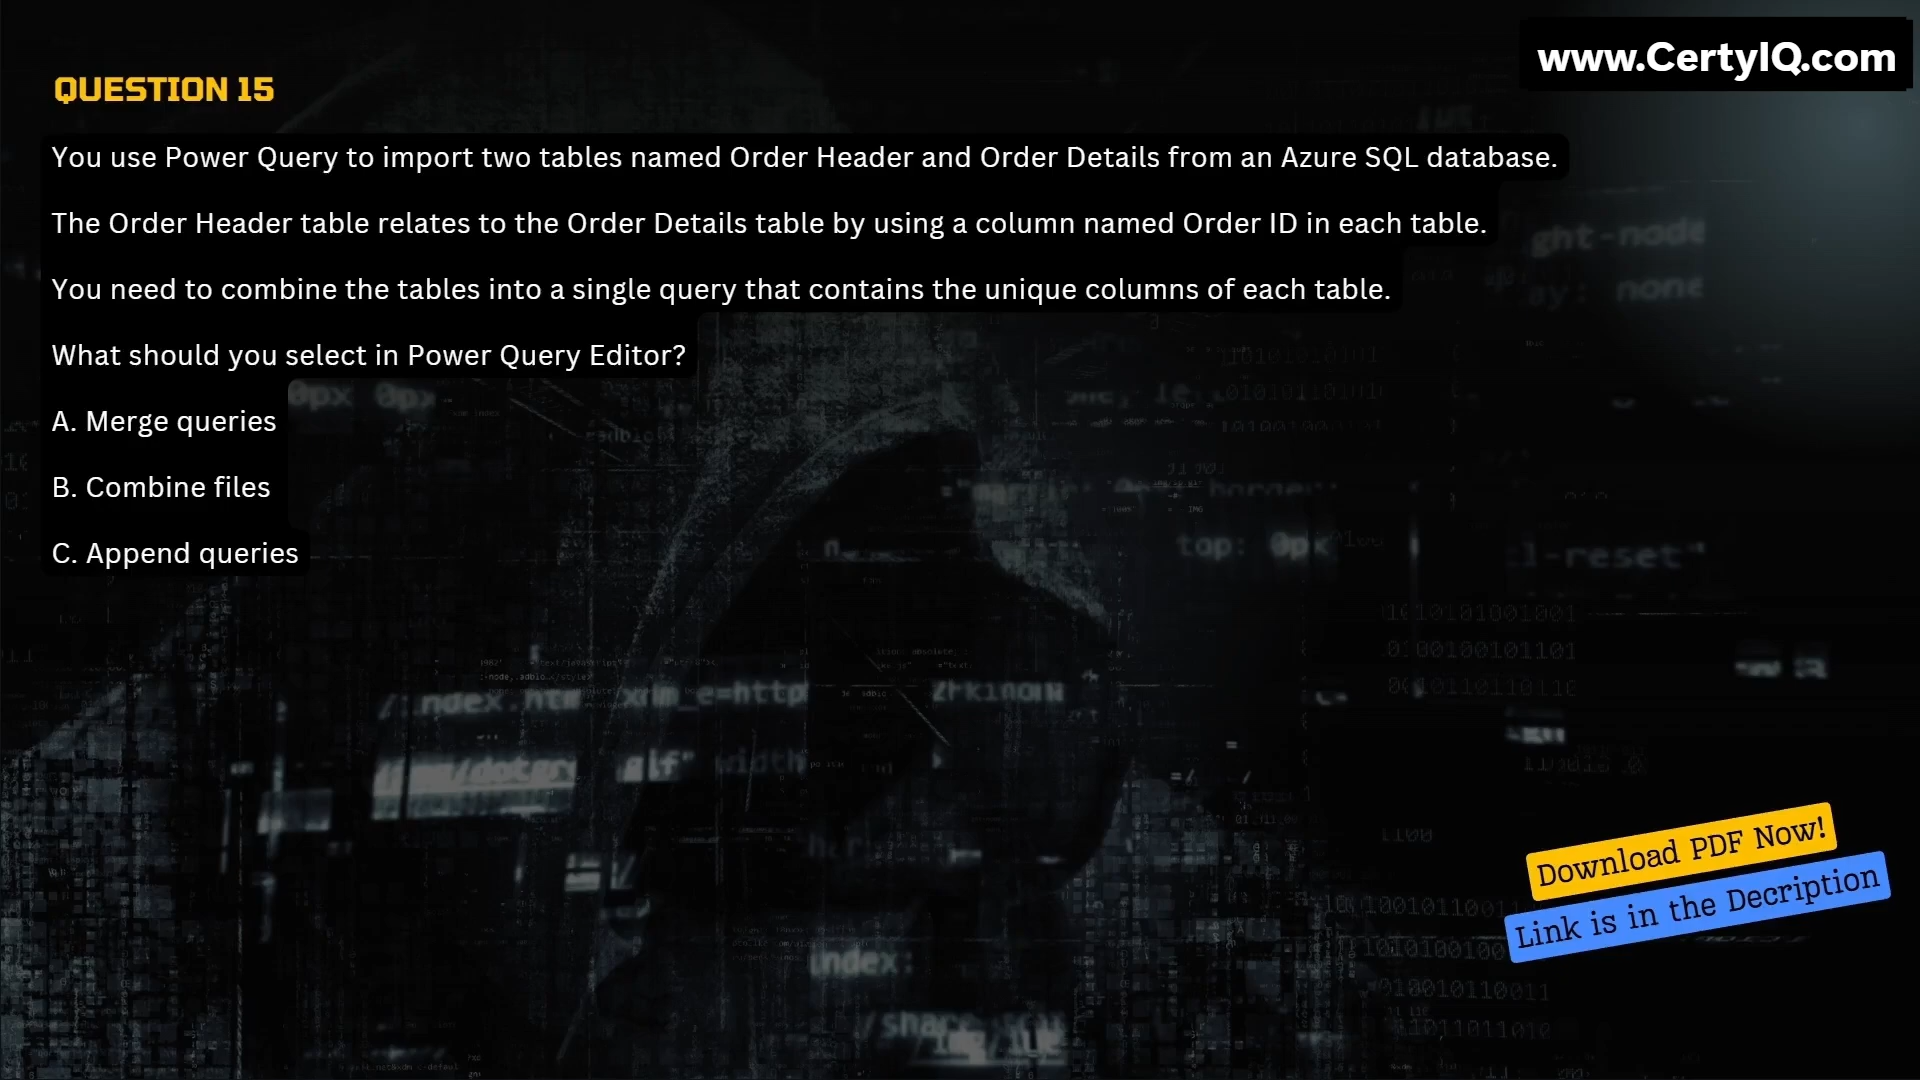 www.CertyIQ.com
QUESTION 15
You use Power Query to import two tables named Order Header and Order Details from an Azure SQL database.
The Order Header table relates to the Order Details table by using a column named Order ID in each table.
You need to combine the tables into a single query that contains the unique columns of each table.
What should you select in Power Query Editor?
A. Merge queries
B. Combine files
C. Append queries
Download PDF Now!
Link is in the Decription